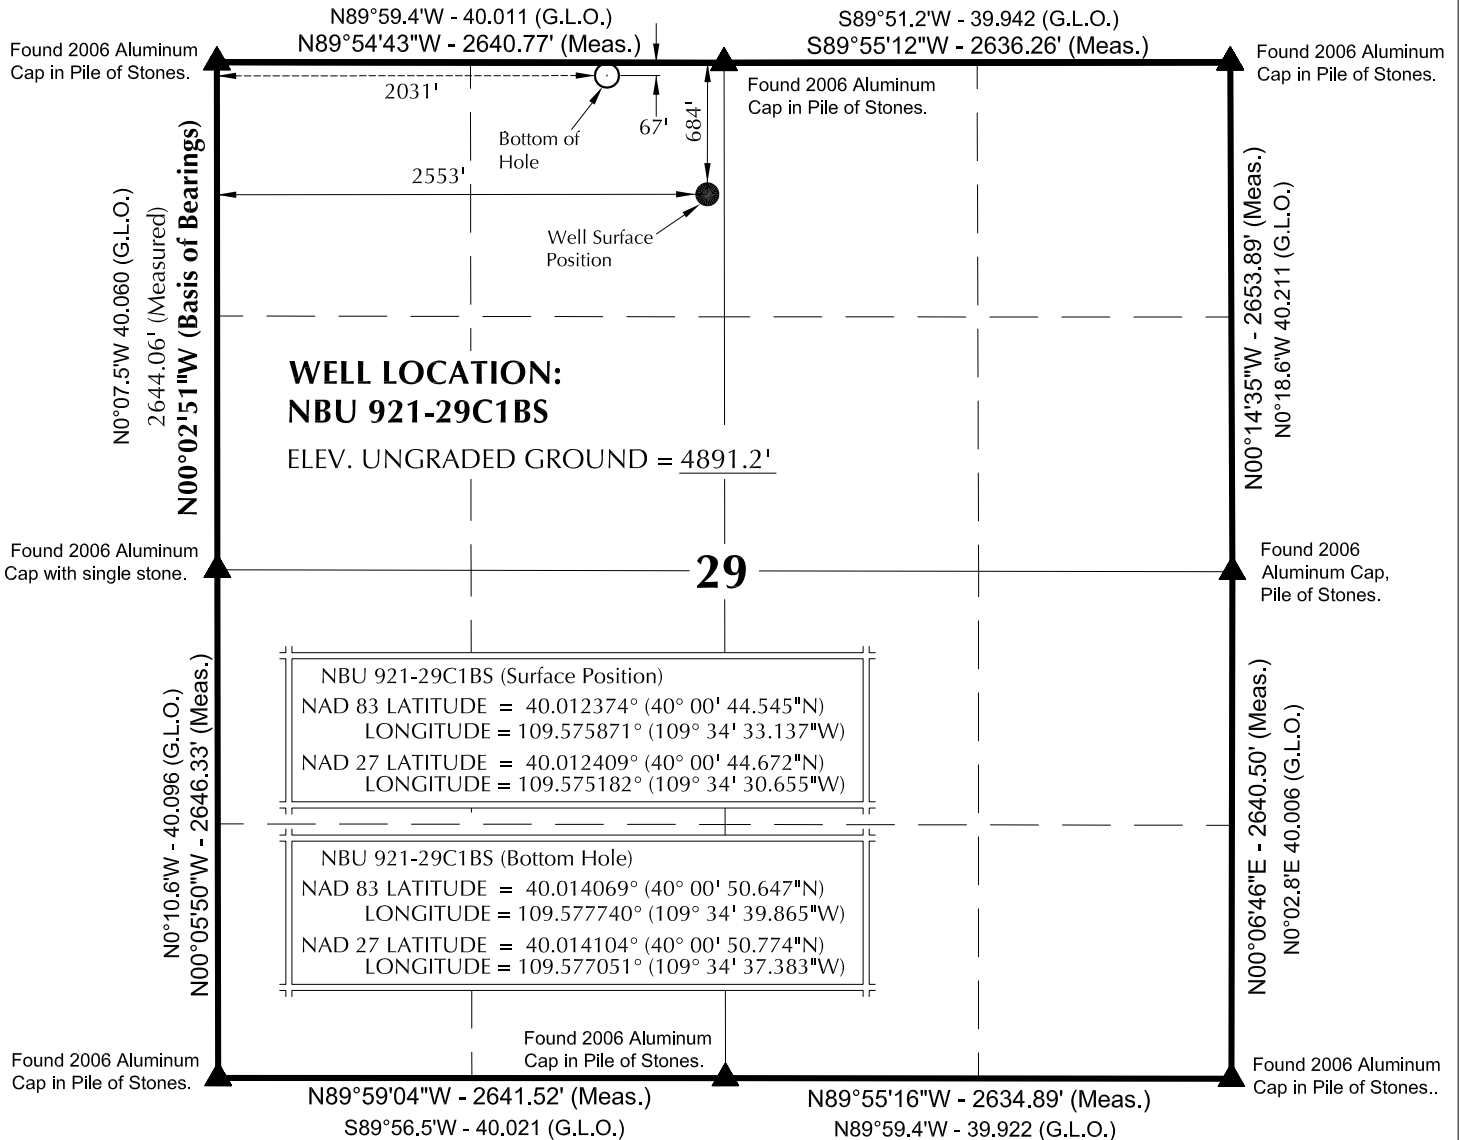 N89°59.4'W - 40.011 (G.L.O.)
N89°54'43"W - 2640.77' (Meas.)
S89°51.2"W - 39.942 (G.L.O.)
S89°55'12"W - 2636.26' (Meas.)
Found 2006 Aluminum
Cap in Pile of Stones.
Found 2006 Aluminum
Cap in Pile of Stones.
Found 2006 Aluminum
Cap in Pile of Stones.
2031'
67'
684'
Bottom of
Hole
2553'
Well Surface
Position
N0°07.5'W 40.060 (G.L.O.)
2644.06' (Measured)
N00°02'51"W (Basis of Bearings)
N00°14'35"W - 2653.89' (Meas.)
N0°18.6'W 40.211 (G.L.O.)
WELL LOCATION:
NBU 921-29C1BS
ELEV. UNGRADED GROUND = 4891.2'
Found 2006 Aluminum
Cap with single stone.
29
Found 2006
Aluminum Cap,
Pile of Stones.
NBU 921-29C1BS (Surface Position)
NAD 83 LATITUDE = 40.012374° (40° 00' 44.545"N)
LONGITUDE = 109.575871° (109° 34' 33.137"W)
NAD 27 LATITUDE = 40.012409° (40° 00' 44.672"N)
LONGITUDE = 109.575182° (109° 34' 30.655"W)
NBU 921-29C1BS (Bottom Hole)
NAD 83 LATITUDE = 40.014069° (40° 00' 50.647"N)
LONGITUDE = 109.577740° (109° 34' 39.865"W)
NAD 27 LATITUDE = 40.014104° (40° 00' 50.774"N)
LONGITUDE = 109.577051° (109° 34' 37.383"W)
N0°10.6'W - 40.096 (G.L.O.)
N00°05'50"W - 2646.33' (Meas.)
N00°06'46"E - 2640.50' (Meas.)
N0°02.8'E 40.006 (G.L.O.)
Found 2006 Aluminum
Cap in Pile of Stones.
Found 2006 Aluminum
Cap in Pile of Stones.
Found 2006 Aluminum
Cap in Pile of Stones..
N89°59'04"W - 2641.52' (Meas.)
S89°56.5'W - 40.021 (G.L.O.)
N89°55'16"W - 2634.89' (Meas.)
N89°59.4'W - 39.922 (G.L.O.)